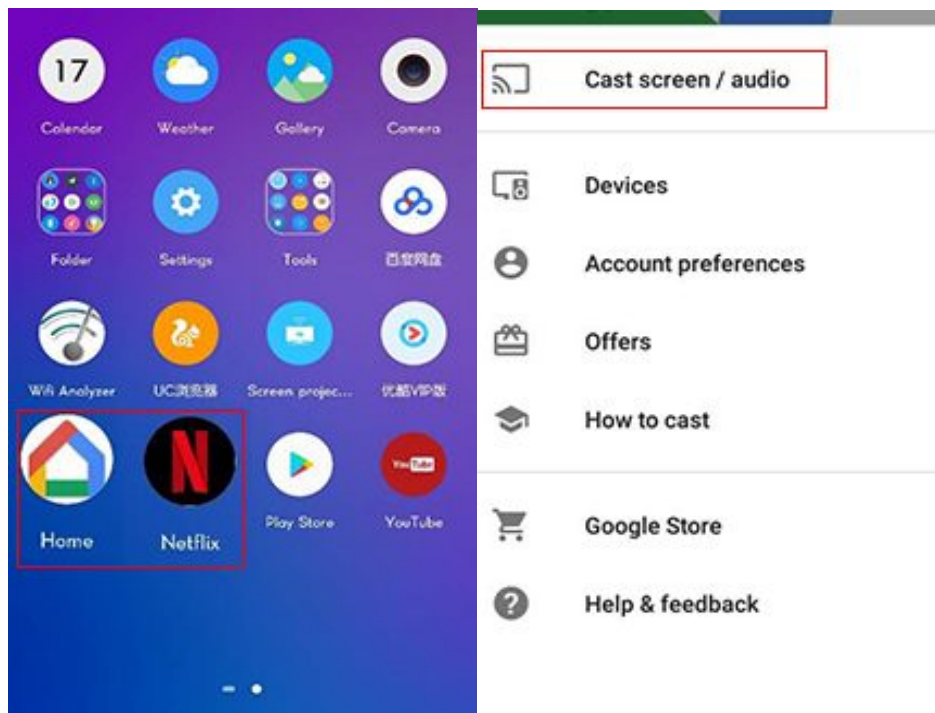 17
Calendar
Weather
Gallery
Camera
Folder
Settings
Tools
百度网盘
Wifi Analyzer
UC浏览器
Screen projec...
优酷VIP版
N
Home
Netflix
Play Store
You Tube
YouTube
Cast screen / audio
Devices
Account preferences
Offers
How to cast
Google Store
Help & feedback